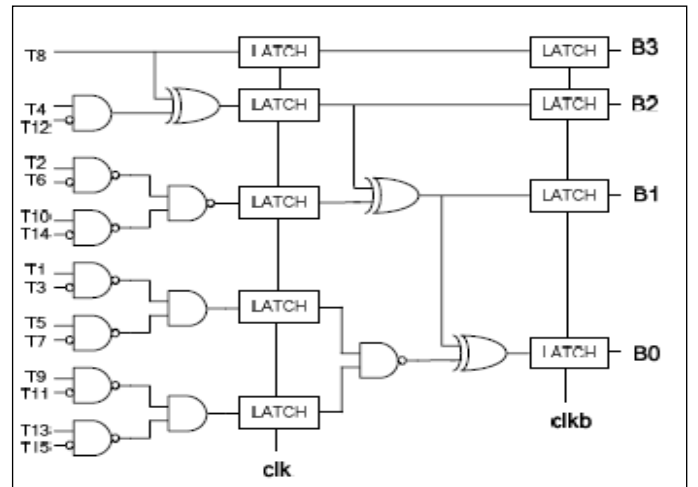 T8 LATCH LATCH B3
T4 LATCH LATCH B2
T12
T2
T6 LATCH LATCH B1
T10
T14
T1
T3 LATCH
T5
T7 LATCH B0
T9
T11 LATCH
T13 clkb
T15
clk